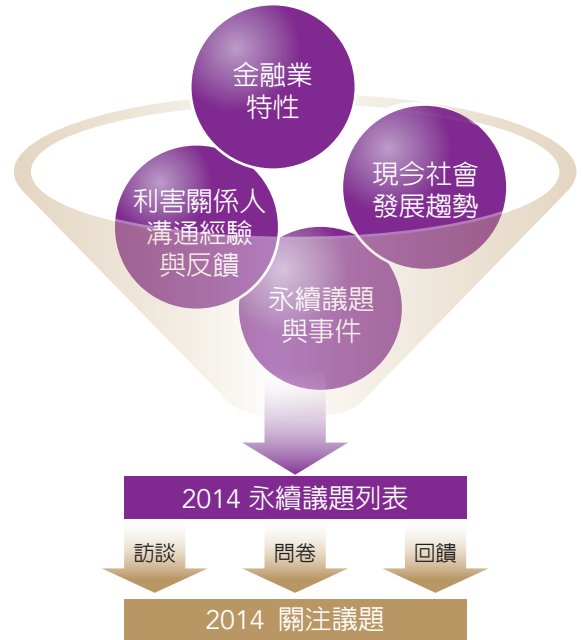 金融業
特性
現今社會
發展趨勢
利害關係人
溝通經驗
與反饋
永續議題
與事件
2014 永續議題列表
訪談
問卷
回饋
2014 關注議題